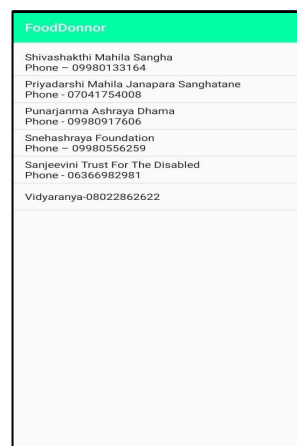 FoodDonnor
Shivashakthi Mahila Sangha
Phone – 09980133164
Priyadarshi Mahila Janapara Sanghatane
Phone - 07041754008
Punarjanma Ashraya Dhama
Phone - 09980917606
Snehashraya Foundation
Phone – 09980556259
Sanjeevini Trust For The Disabled
Phone - 06366982981
Vidyaranya-08022862622